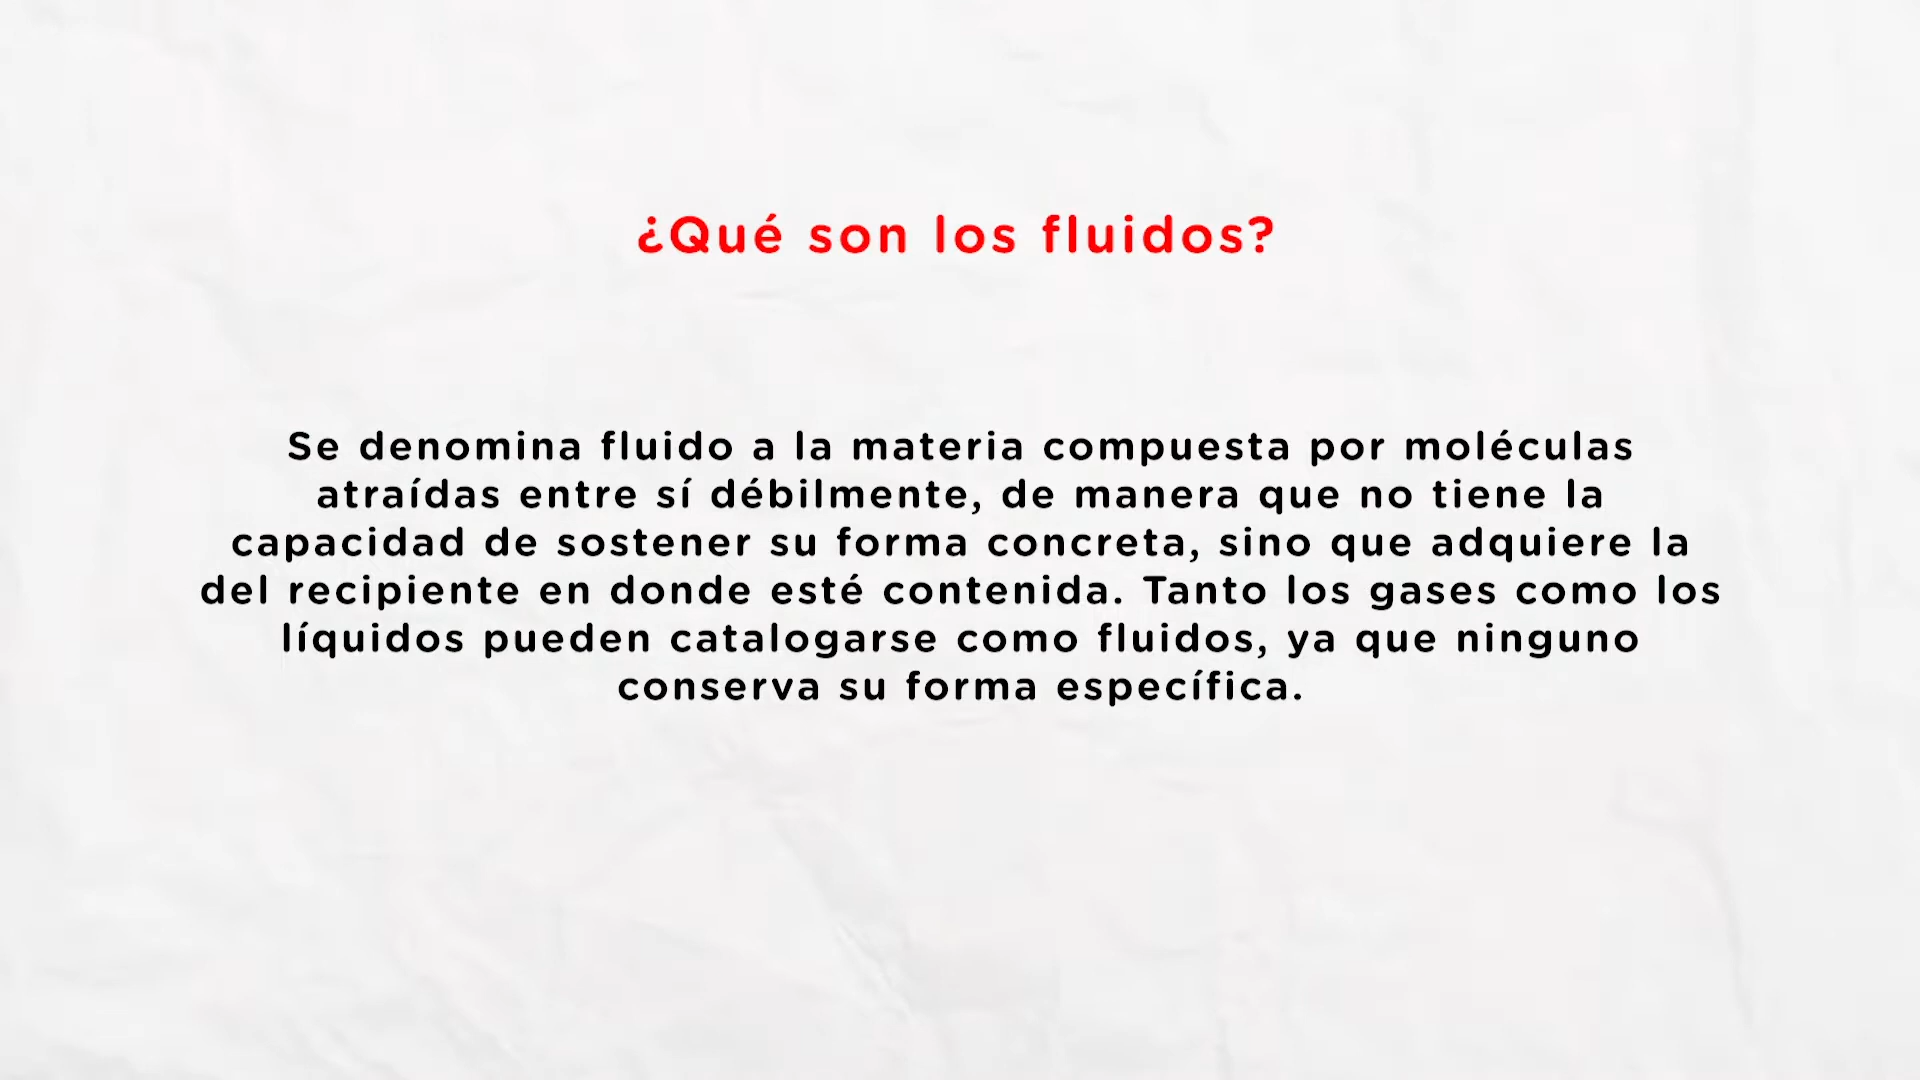 ¿Qué son los fluidos?
Se denomina fluido a la materia compuesta por moléculas
atraídas entre sí débilmente, de manera que no tiene la
capacidad de sostener su forma concreta, sino que adquiere la
del recipiente en donde esté contenida. Tanto los gases como los
líquidos pueden catalogarse como fluidos, ya que ninguno
conserva su forma específica.